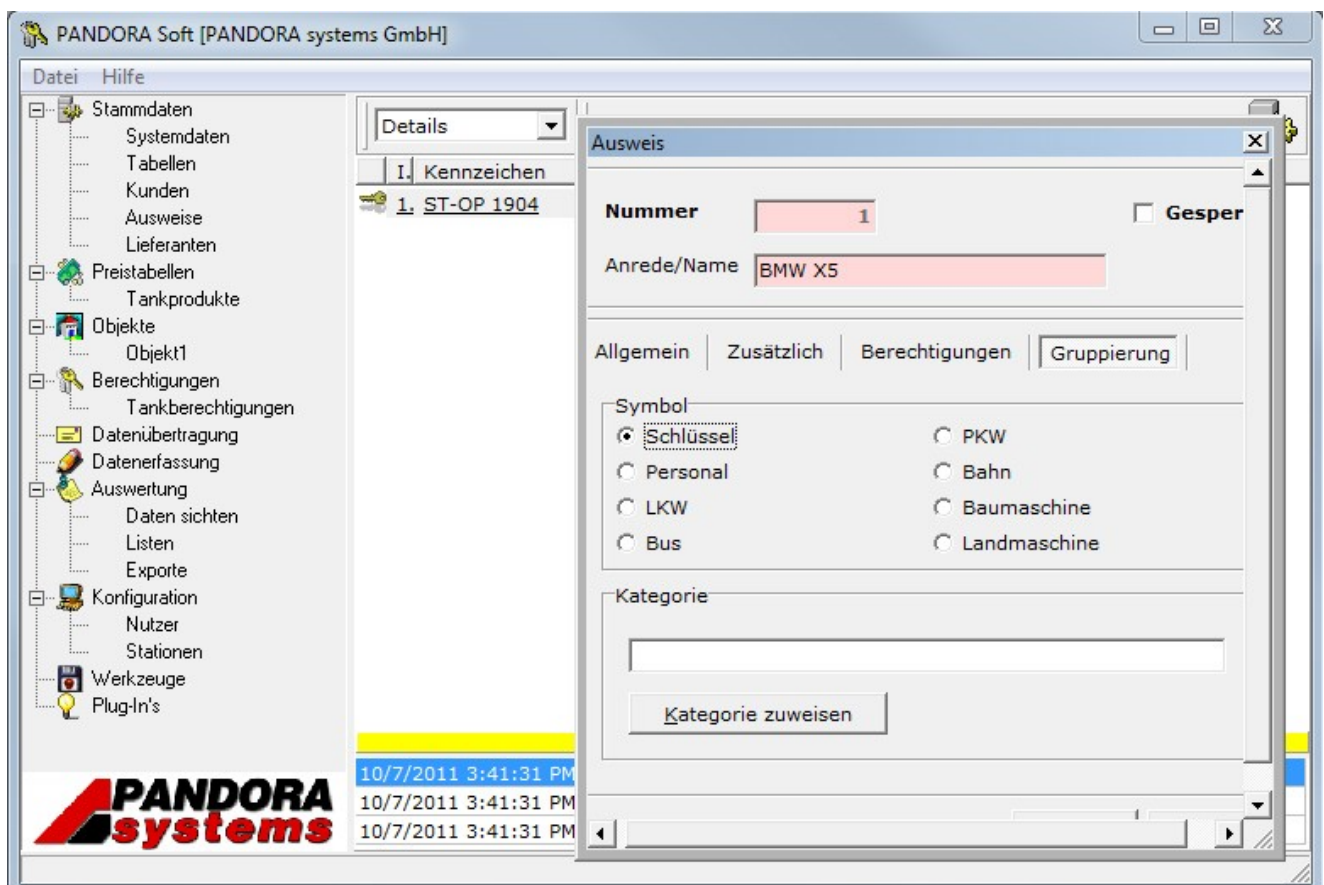 PANDORA Soft [PANDORA systems GmbH]
Datei Hilfe
Stammdaten
Systemdaten
Tabellen
Kunden
Ausweise
Lieferanten
Preistabellen
Tankprodukte
Objekte
Objekt1
Berechtigungen
Tankberechtigungen
Datenübertragung
Datenerfassung
Auswertung
Daten sichten
Listen
Exporte
Konfiguration
Nutzer
Stationen
Werkzeuge
Plug-In's
PANDORA
systems
Details
I. Kennzeichen
1. ST-OP 1904
10/7/2011 3:41:31 PM
10/7/2011 3:41:31 PM
10/7/2011 3:41:31 PM
Ausweis
Nummer 1 Gesper
Anrede/Name BMW X5
Allgemein Zusätzlich Berechtigungen Gruppierung
Symbol
Schlüssel PKW
Personal Bahn
LKW Baumaschine
Bus Landmaschine
Kategorie
Kategorie zuweisen